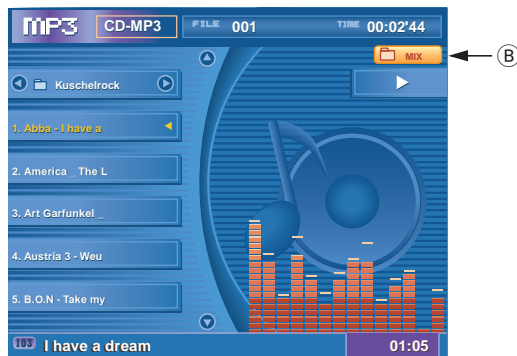 MP3 CD-MP3 FILE 001 TIME 00:02'44
MIX B
Kuschelrock
1. Abba - I have a
2. America _ The L
3. Art Garfunkel _
4. Austria 3 - Weu
5. B.O.N - Take my
103 I have a dream 01:05